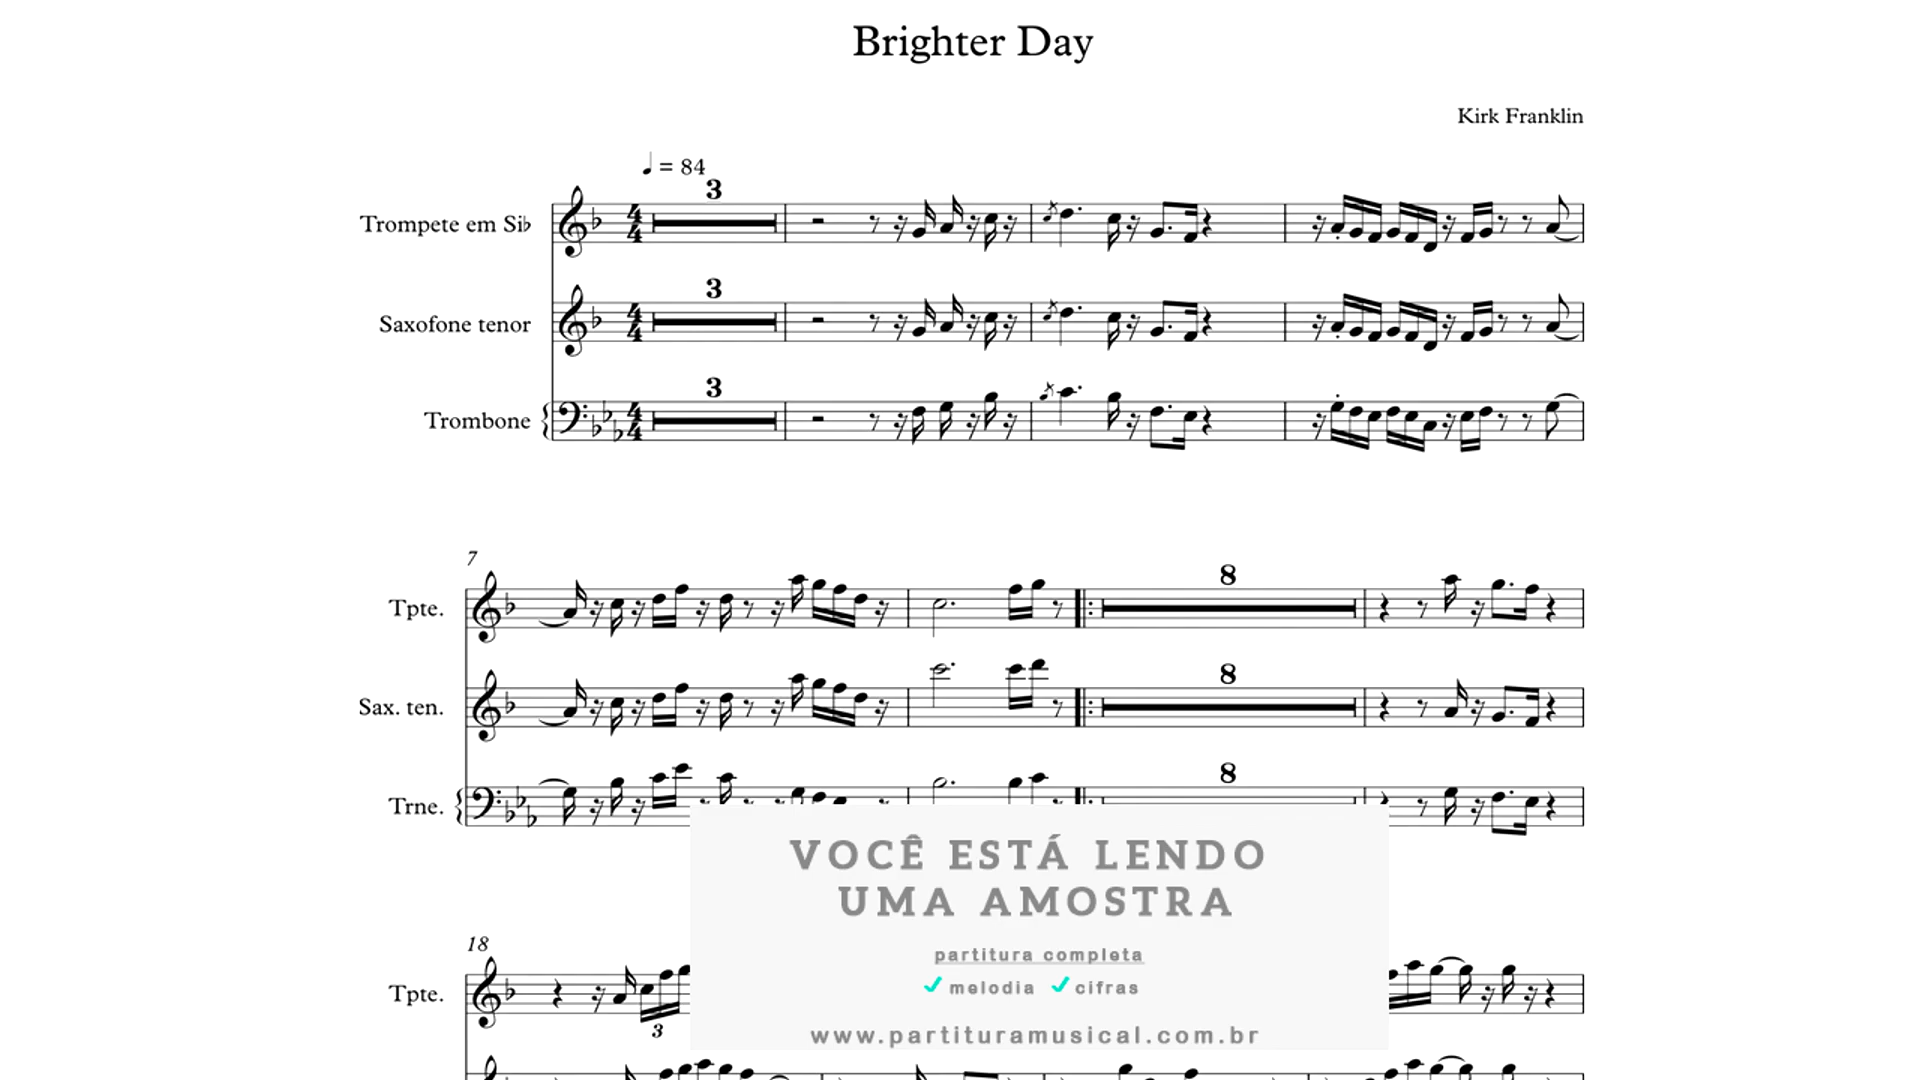 Brighter Day
Kirk Franklin
♩ = 84
3
Trompete em Si♭
3
Saxofone tenor
3
Trombone
7
8
Tpte.
8
Sax. ten.
8
Trne.
VOCÊ ESTÁ LENDO
UMA AMOSTRA
partitura completa
✓ melodia ✓ cifras
www.partituramusical.com.br
18
Tpte.
3